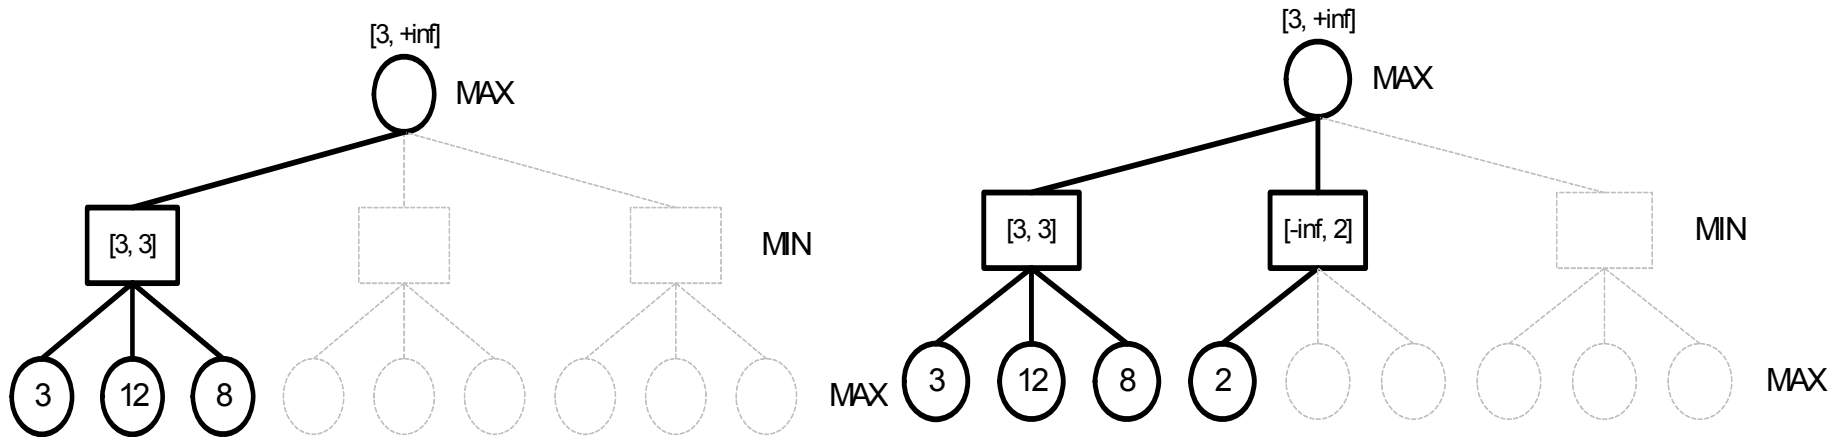 [3, +inf]
MAX
[3, 3]
MIN
3 12 8
MAX
[3, +inf]
MAX
[3, 3] [-inf, 2]
MIN
3 12 8 2
MAX